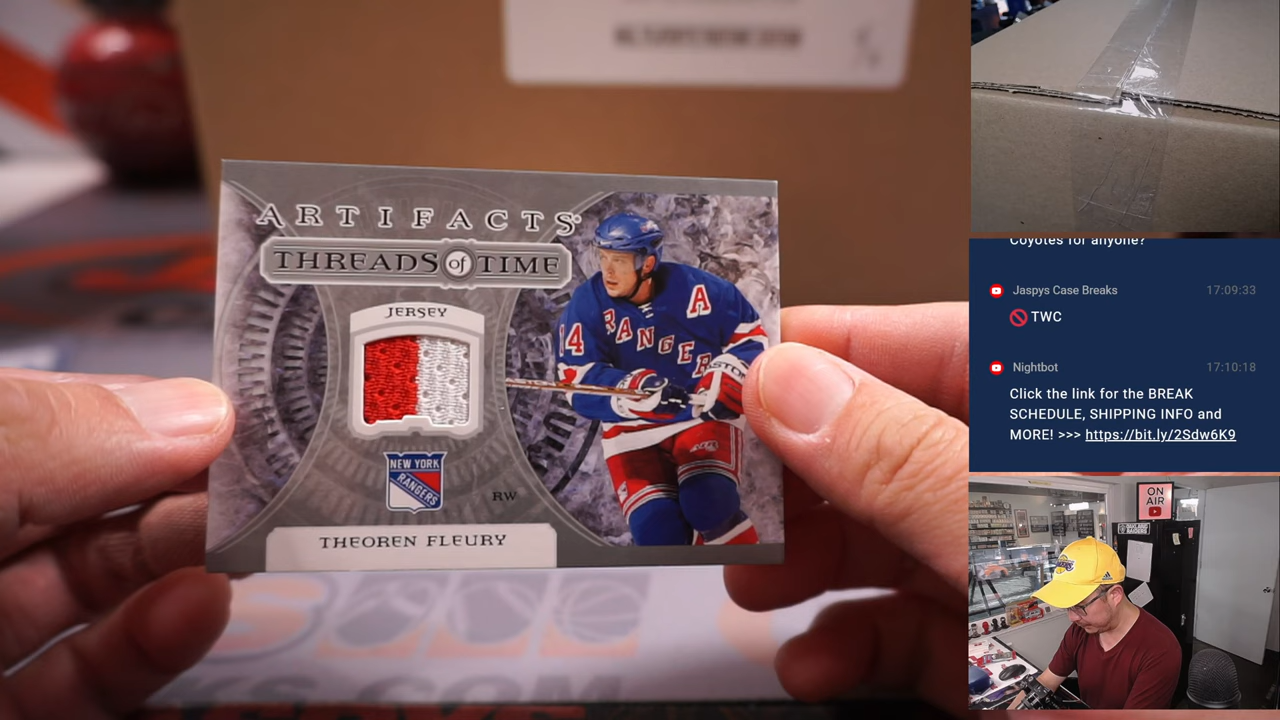 ARTIFACTS
THREADS of TIME
JERSEY
NEW YORK
RANGERS
RW
THEOREN FLEURY
A
14
RANGERS
Coyotes for anyone?
Jaspys Case Breaks 17:09:33
TWC
Nightbot 17:10:18
Click the link for the BREAK
SCHEDULE, SHIPPING INFO and
MORE! >>> https://bit.ly/2Sdw6K9
ON
AIR